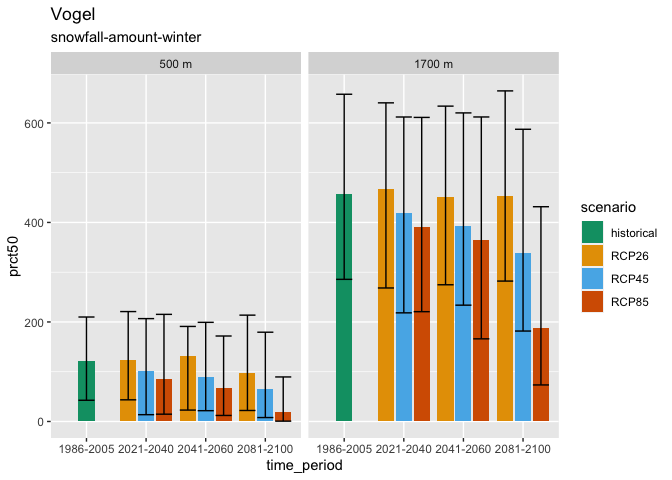 Vogel
snowfall-amount-winter
500 m
1700 m
600
400
200
0
prct50
1986-2005
2021-2040
2041-2060
2081-2100
1986-2005
2021-2040
2041-2060
2081-2100
time_period
scenario
historical
RCP26
RCP45
RCP85